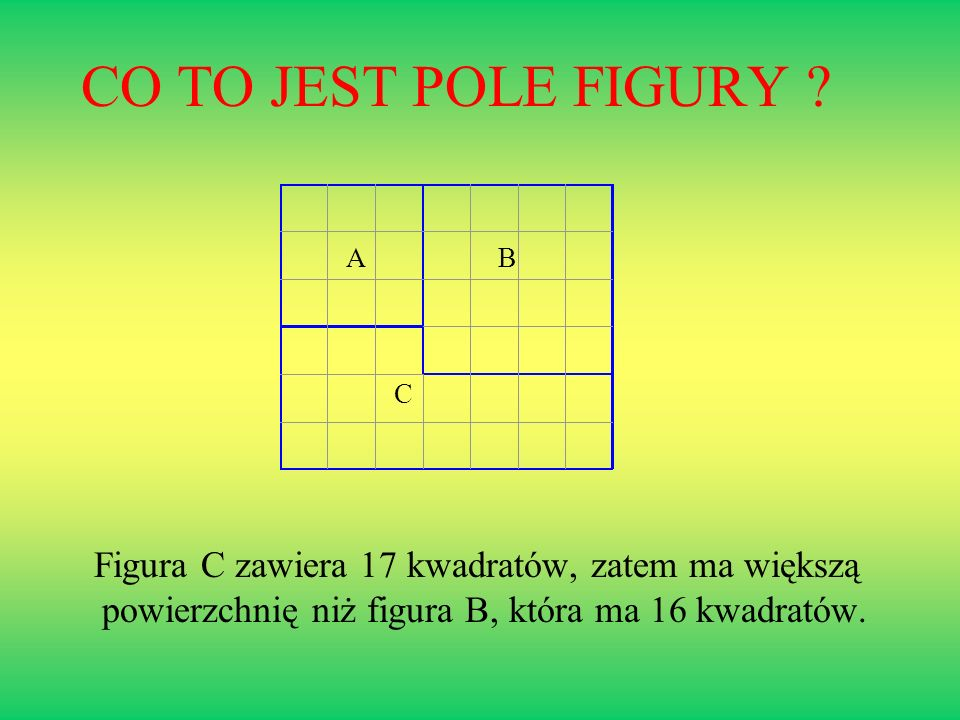 CO TO JEST POLE FIGURY ?
A B
C
Figura C zawiera 17 kwadratów, zatem ma większą
powierzchnię niż figura B, która ma 16 kwadratów.